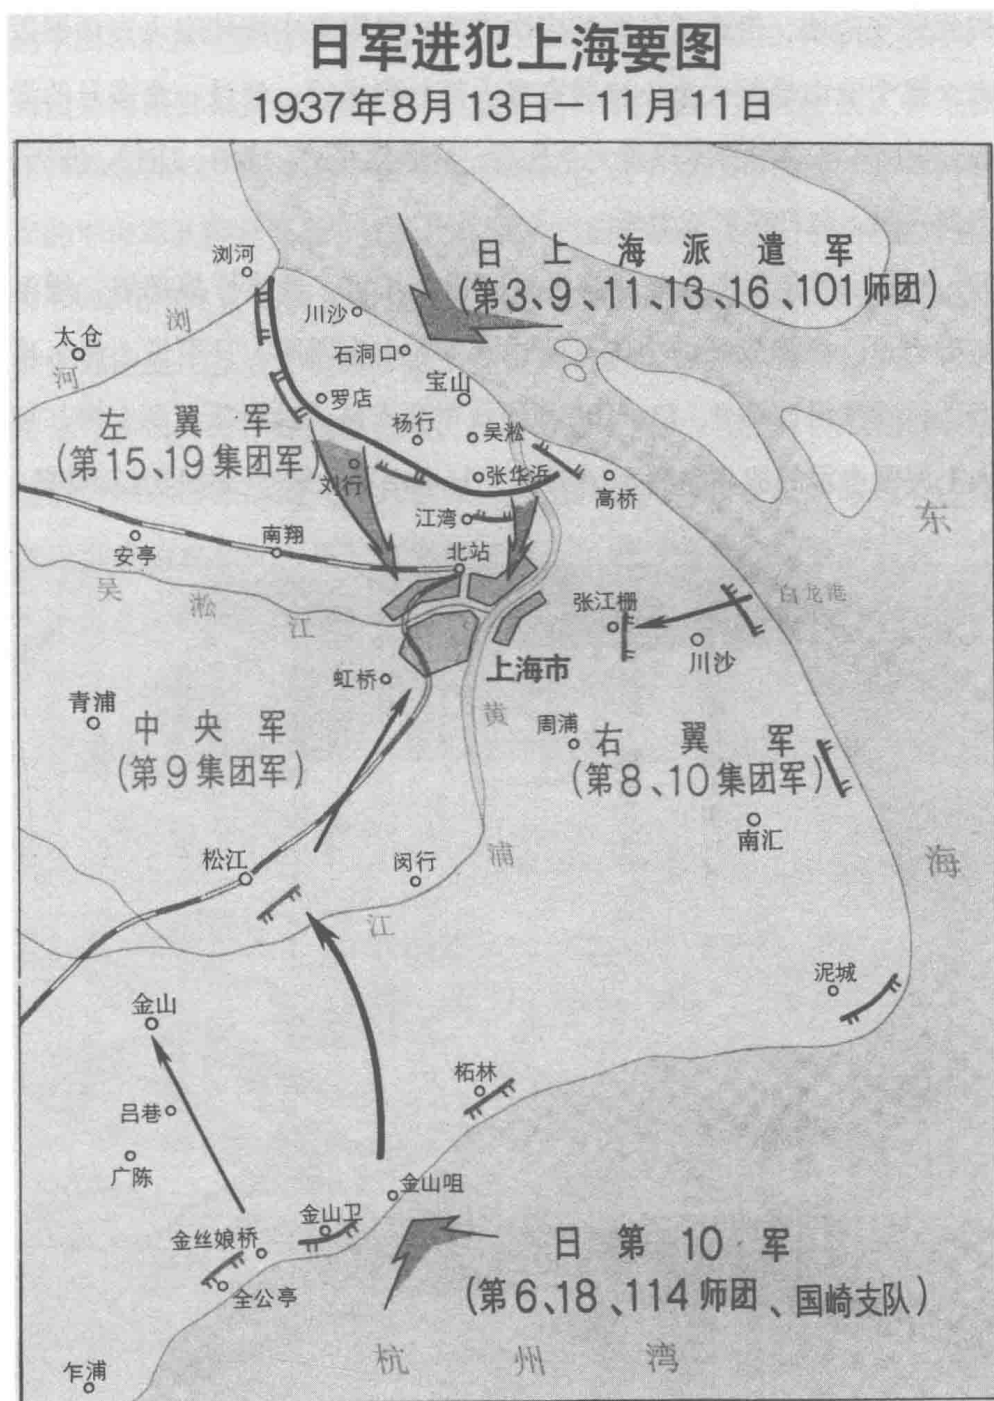 日军进犯上海要图
1937年8月13日－11月11日
日上海派遣军
(第3、9、11、13、16、101师团)
浏河
川沙
浏河
太仓
石洞口
宝山
罗店
左翼军
(第15、19集团军)
杨行
吴淞
刘行
张华浜
高桥
江湾
东海
南翔
安亭
北站
吴淞江
白龙港
张江栅
川沙
上海市
虹桥
黄浦江
青浦
中央军
(第9集团军)
周浦
右翼军
(第8、10集团军)
南汇
松江
闵行
泥城
金山
柘林
吕巷
广陈
金山咀
金山卫
金丝娘桥
全公亭
日第10军
(第6、18、114师团、国崎支队)
杭州湾
乍浦